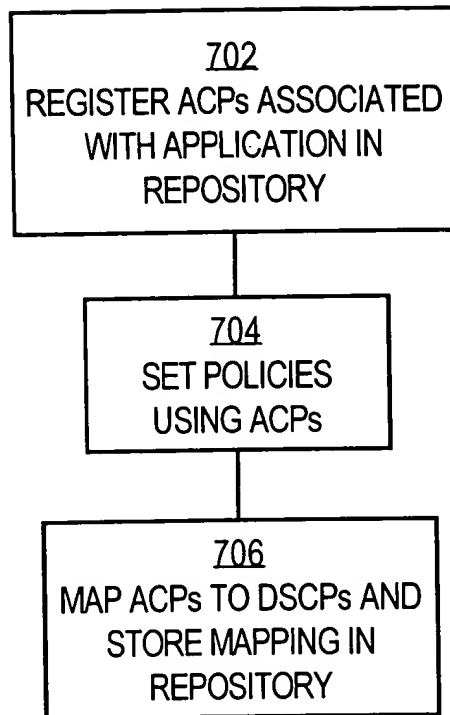 702
REGISTER ACPs ASSOCIATED
WITH APPLICATION IN
REPOSITORY
704
SET POLICIES
USING ACPs
706
MAP ACPs TO DSCPs AND
STORE MAPPING IN
REPOSITORY